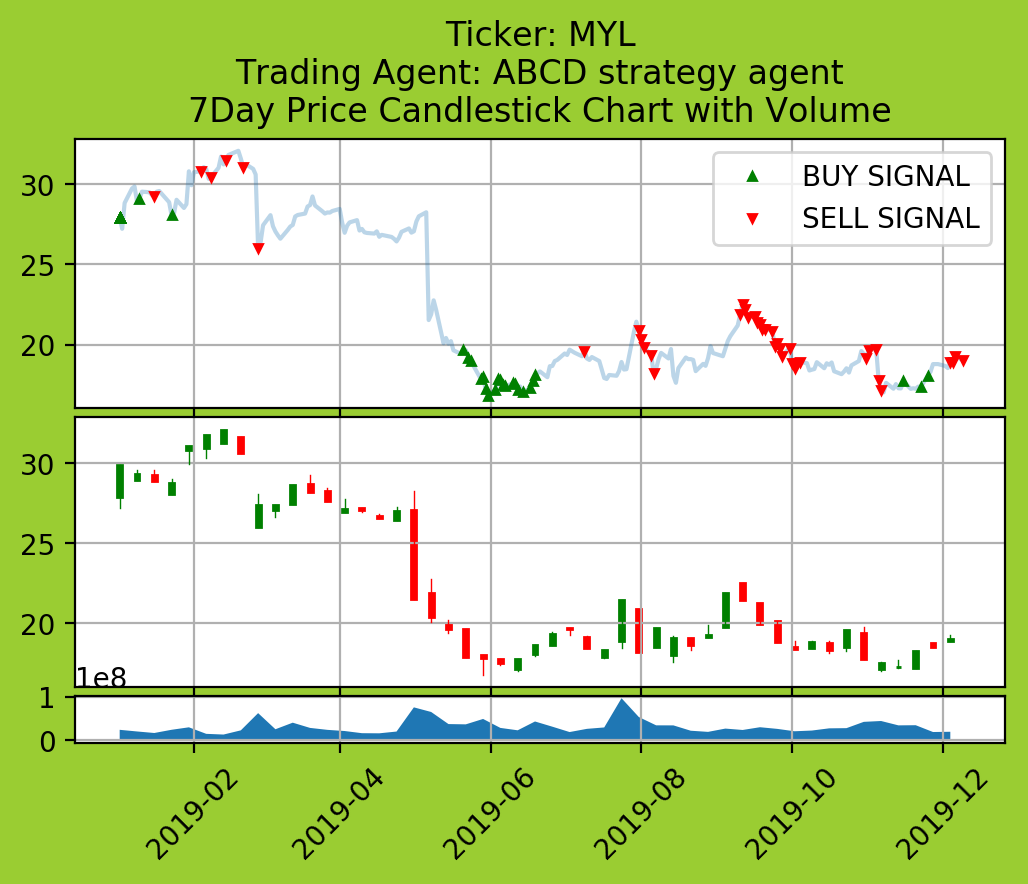 Ticker: MYL
Trading Agent: ABCD strategy agent
7Day Price Candlestick Chart with Volume
BUY SIGNAL
SELL SIGNAL
30
25
20
30
25
20
1e8
1
0
2019-02
2019-04
2019-06
2019-08
2019-10
2019-12